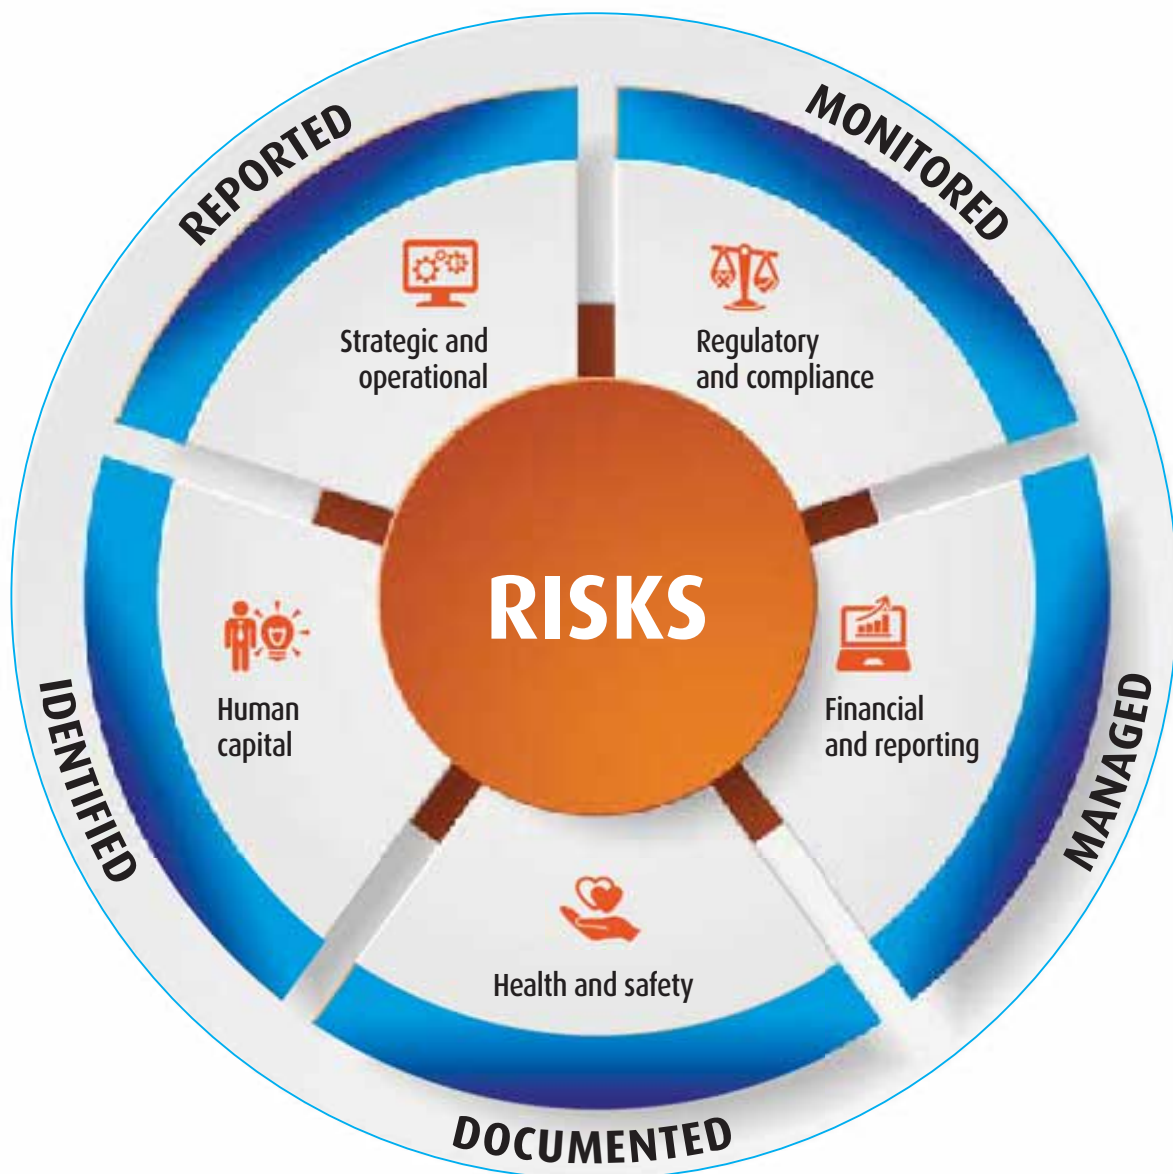 REPORTED
MONITORED
Strategic and
operational
Regulatory
and compliance
RISKS
Human
capital
Financial
and reporting
IDENTIFIED
MANAGED
Health and safety
DOCUMENTED